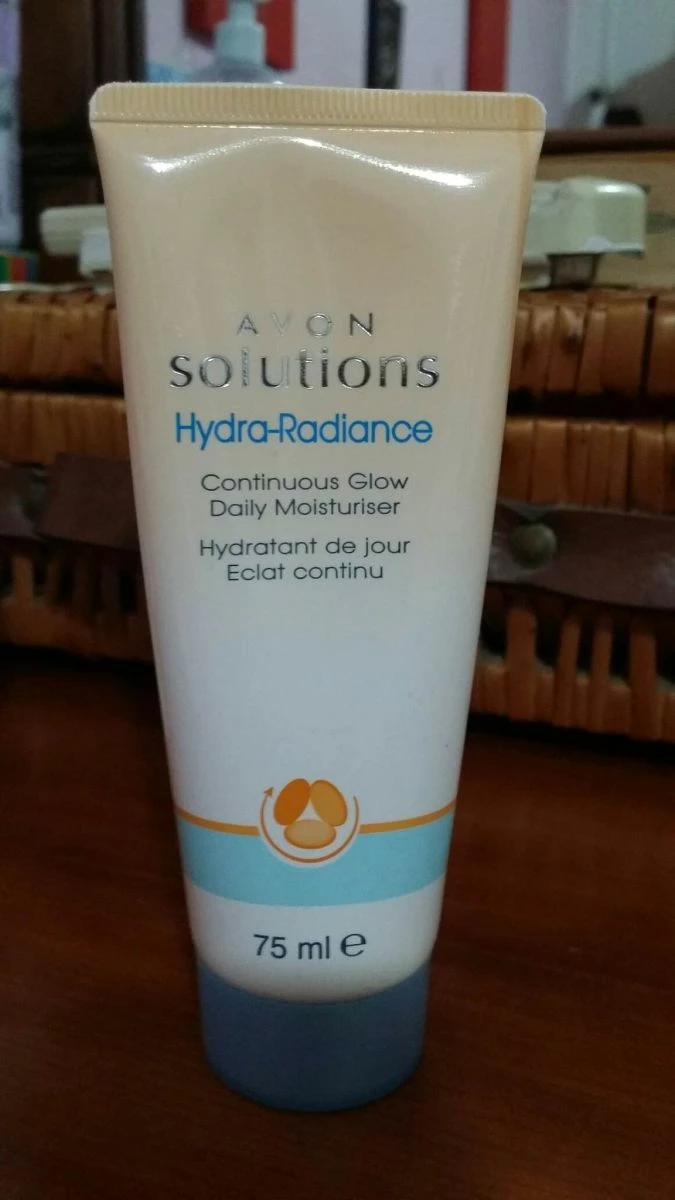 AVON
solutions
Hydra-Radiance
Continuous Glow
Daily Moisturiser
Hydratant de jour
Eclat continu
75 ml ℮